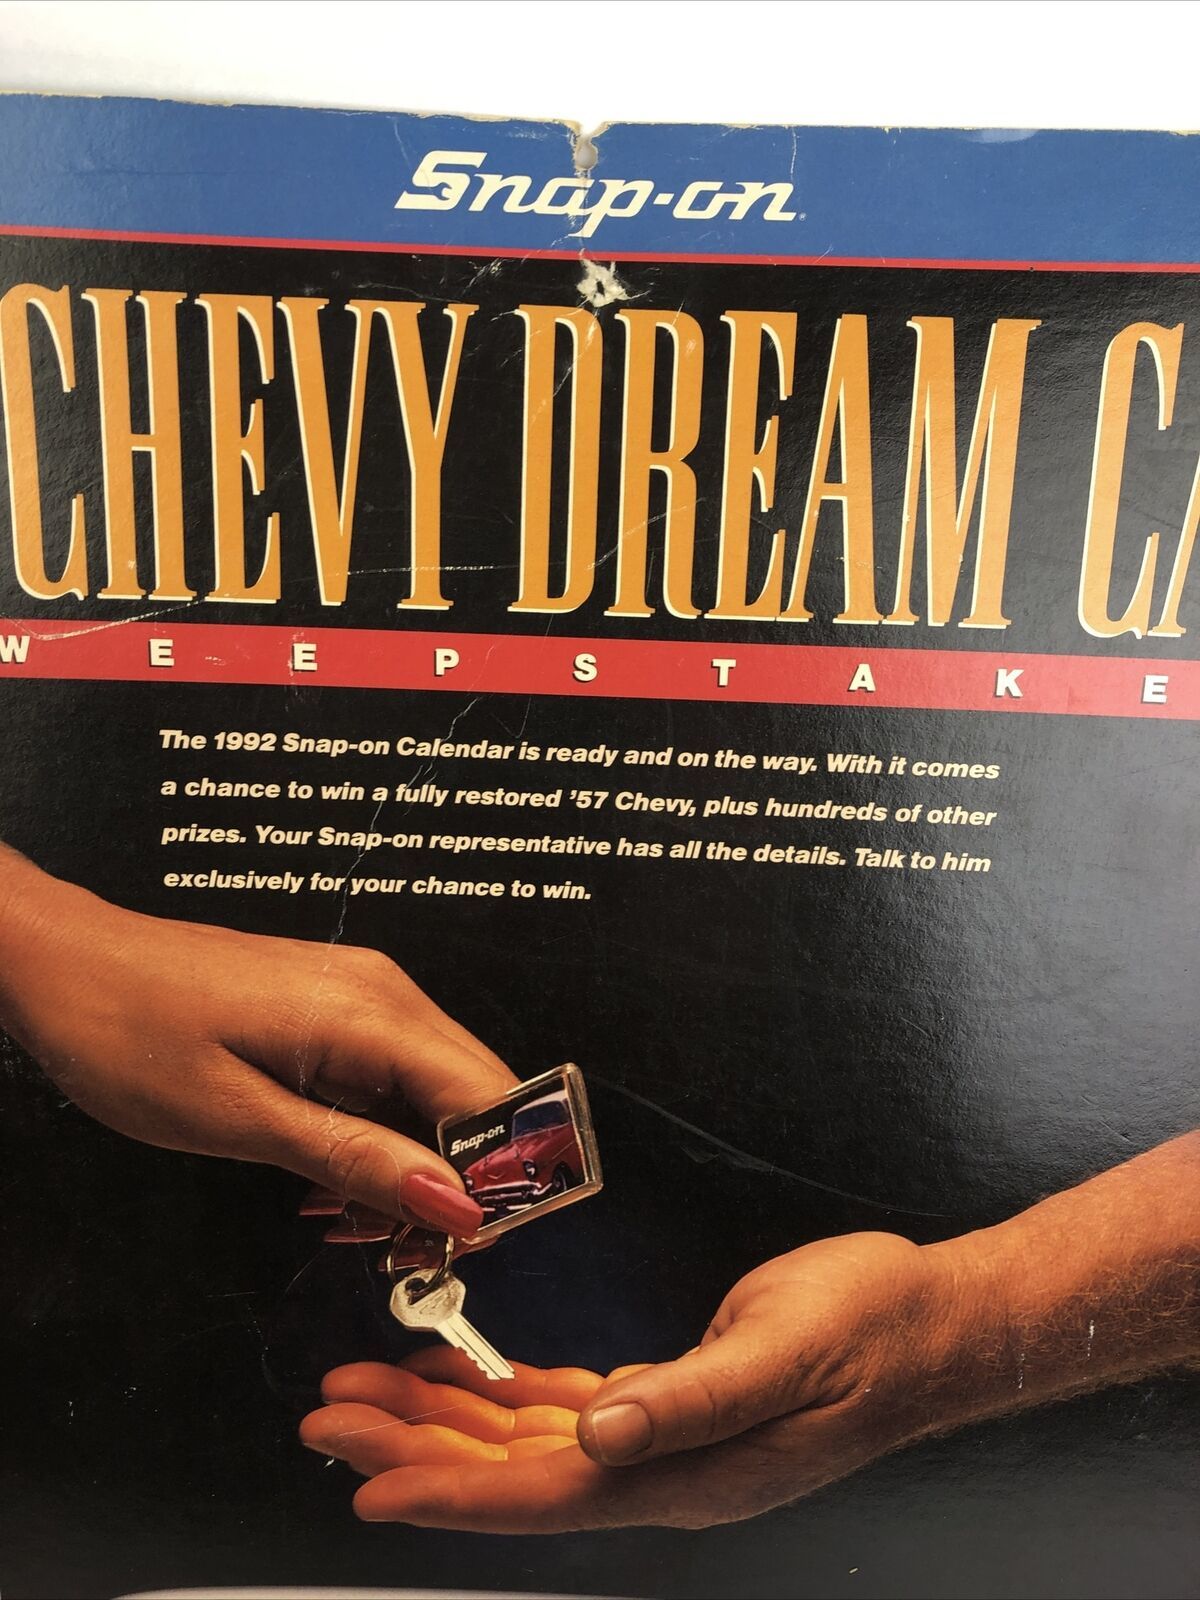 Snap-on
CHEVY DREAM CA
WEEPSTAKE
The 1992 Snap-on Calendar is ready and on the way. With it comes
a chance to win a fully restored '57 Chevy, plus hundreds of other
prizes. Your Snap-on representative has all the details. Talk to him
exclusively for your chance to win.
Snap-on